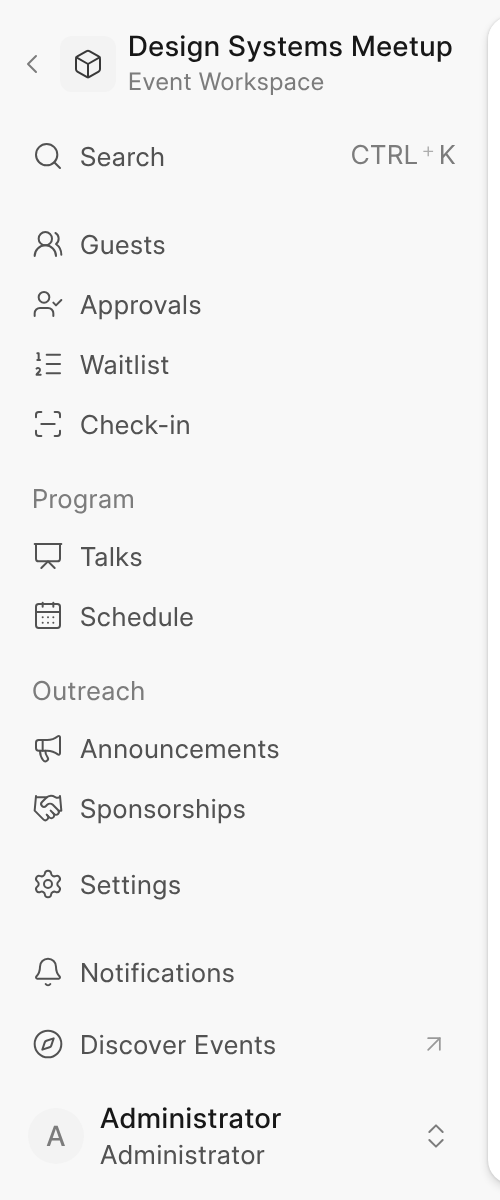 Design Systems Meetup
Event Workspace
Search CTRL + K
Guests
Approvals
Waitlist
Check-in
Program
Talks
Schedule
Outreach
Announcements
Sponsorships
Settings
Notifications
Discover Events
A
Administrator
Administrator